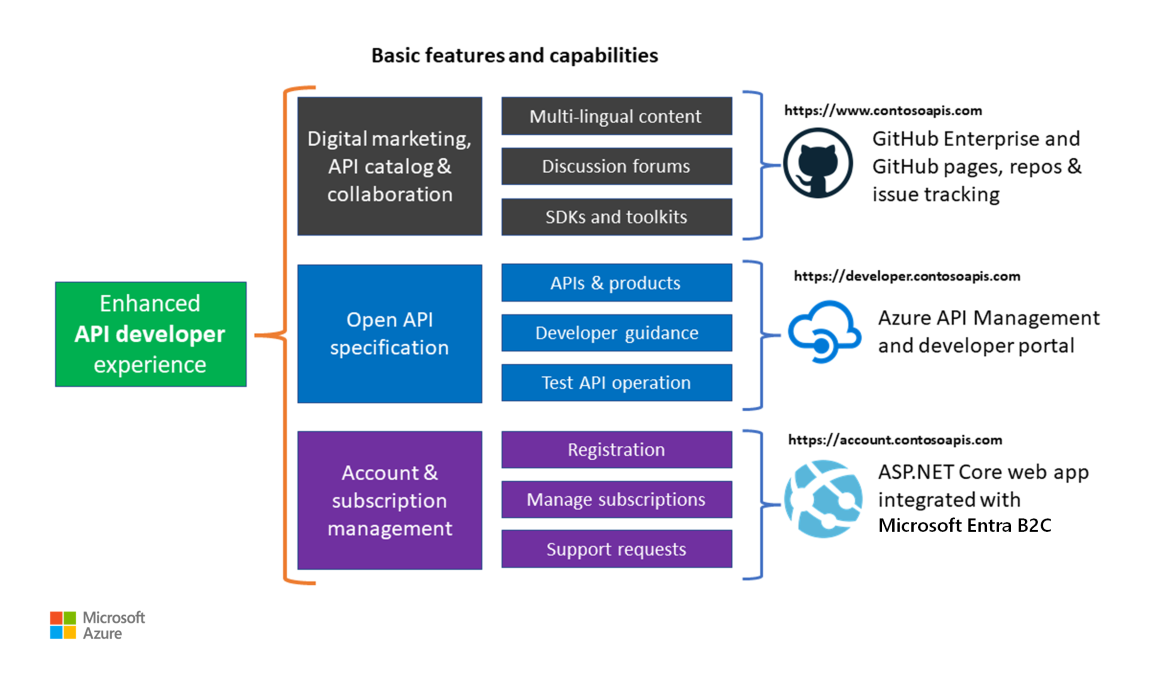 Basic features and capabilities
Enhanced
API developer
experience
Digital marketing,
API catalog &
collaboration
Multi-lingual content
Discussion forums
SDKs and toolkits
https://www.contosoapis.com
GitHub Enterprise and
GitHub pages, repos &
issue tracking
Open API
specification
APIs & products
Developer guidance
Test API operation
https://developer.contosoapis.com
Azure API Management
and developer portal
Account &
subscription
management
Registration
Manage subscriptions
Support requests
https://account.contosoapis.com
ASP.NET Core web app
integrated with
Microsoft Entra B2C
Microsoft
Azure